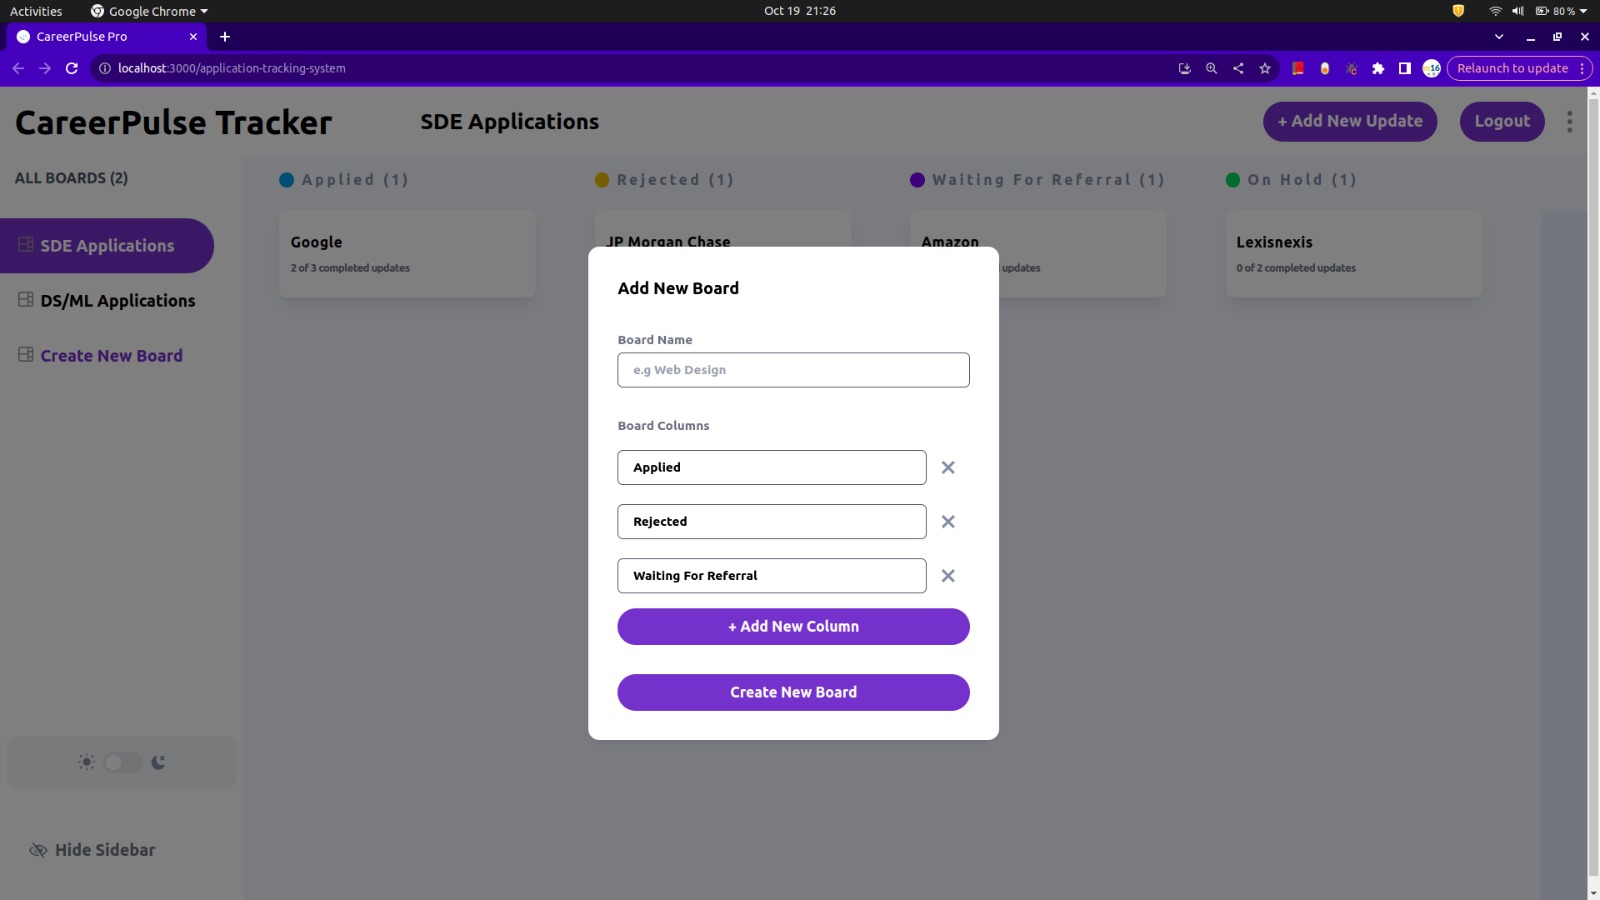 Activities
Google Chrome
Oct 19 21:26
80 %
CareerPulse Pro
localhost:3000/application-tracking-system
16
Relaunch to update
CareerPulse Tracker
SDE Applications
+ Add New Update
Logout
ALL BOARDS (2)
SDE Applications
DS/ML Applications
Create New Board
Hide Sidebar
Applied (1)
Rejected (1)
Waiting For Referral (1)
On Hold (1)
Google
2 of 3 completed updates
JP Morgan Chase
Amazon
updates
Lexisnexis
0 of 2 completed updates
Add New Board
Board Name
e.g Web Design
Board Columns
Applied
Rejected
Waiting For Referral
+ Add New Column
Create New Board